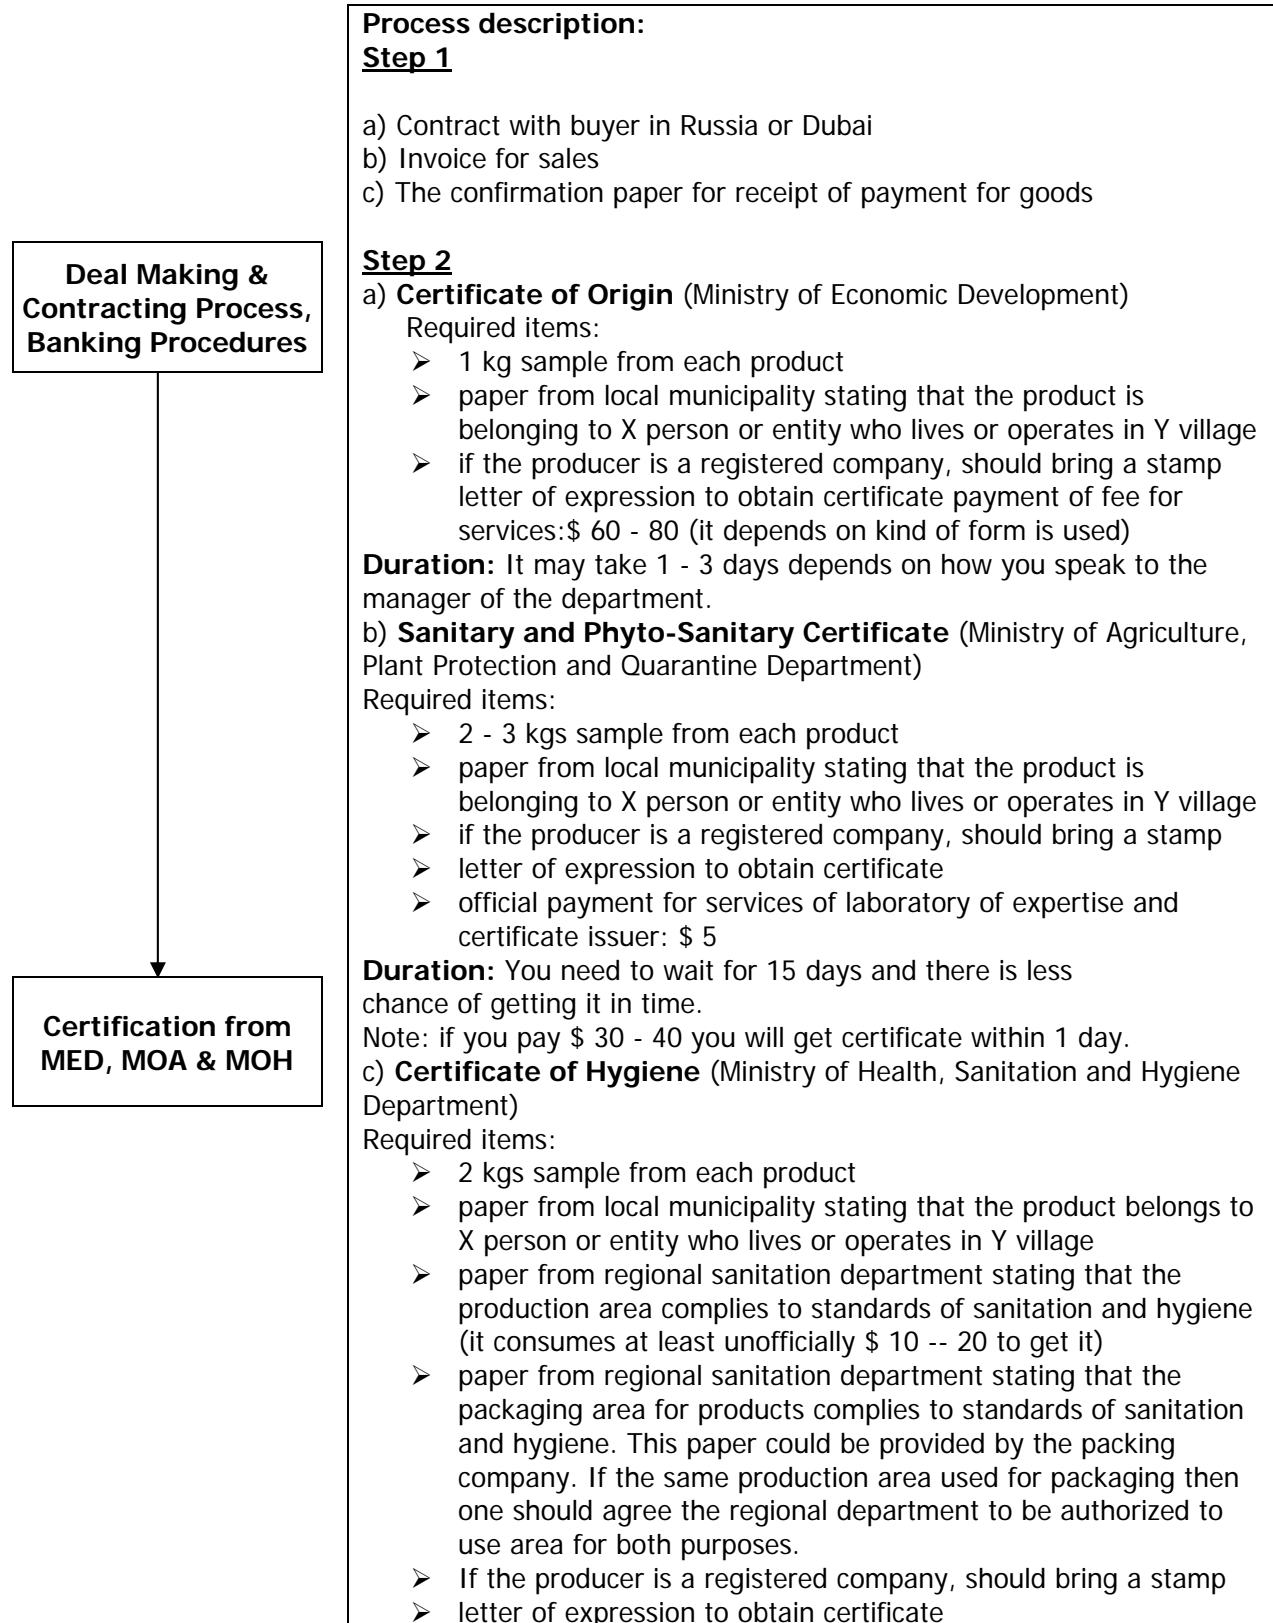 Process description:
Step 1
a) Contract with buyer in Russia or Dubai
b) Invoice for sales
c) The confirmation paper for receipt of payment for goods
Deal Making &
Contracting Process,
Banking Procedures
Step 2
a) Certificate of Origin (Ministry of Economic Development)
Required items:
➢ 1 kg sample from each product
➢ paper from local municipality stating that the product is
belonging to X person or entity who lives or operates in Y village
➢ if the producer is a registered company, should bring a stamp
letter of expression to obtain certificate payment of fee for
services:$ 60 - 80 (it depends on kind of form is used)
Duration: It may take 1 - 3 days depends on how you speak to the
manager of the department.
b) Sanitary and Phyto-Sanitary Certificate (Ministry of Agriculture,
Plant Protection and Quarantine Department)
Required items:
➢ 2 - 3 kgs sample from each product
➢ paper from local municipality stating that the product is
belonging to X person or entity who lives or operates in Y village
➢ if the producer is a registered company, should bring a stamp
➢ letter of expression to obtain certificate
➢ official payment for services of laboratory of expertise and
certificate issuer: $ 5
Duration: You need to wait for 15 days and there is less
chance of getting it in time.
Note: if you pay $ 30 - 40 you will get certificate within 1 day.
Certification from
MED, MOA & MOH
c) Certificate of Hygiene (Ministry of Health, Sanitation and Hygiene
Department)
Required items:
➢ 2 kgs sample from each product
➢ paper from local municipality stating that the product belongs to
X person or entity who lives or operates in Y village
➢ paper from regional sanitation department stating that the
production area complies to standards of sanitation and hygiene
(it consumes at least unofficially $ 10 -- 20 to get it)
➢ paper from regional sanitation department stating that the
packaging area for products complies to standards of sanitation
and hygiene. This paper could be provided by the packing
company. If the same production area used for packaging then
one should agree the regional department to be authorized to
use area for both purposes.
➢ If the producer is a registered company, should bring a stamp
➢ letter of expression to obtain certificate